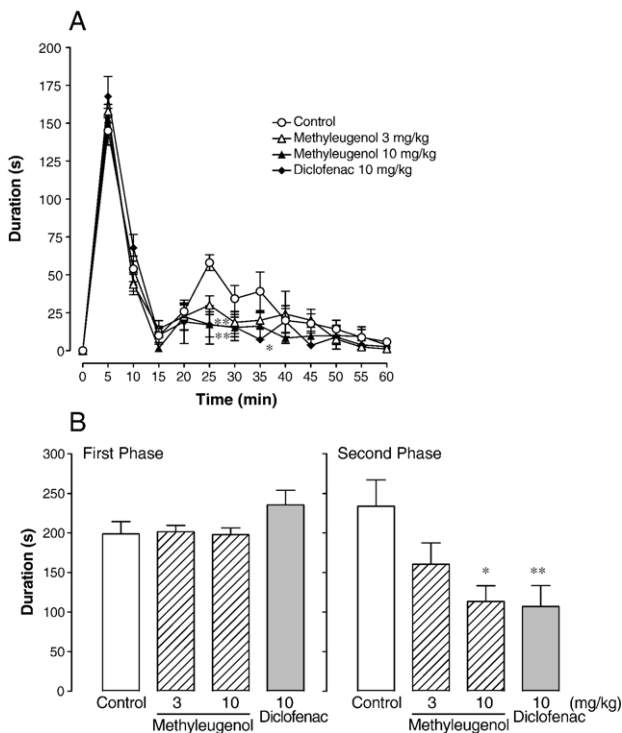 A
200
175
150
125
100
75
50
25
0
Duration (s)
Control
Methyleugenol 3 mg/kg
Methyleugenol 10 mg/kg
Diclofenac 10 mg/kg
**
**
*
0 5 10 15 20 25 30 35 40 45 50 55 60
Time (min)
B
First Phase
Second Phase
300
250
200
150
100
50
0
Duration (s)
* **
Control 3 10 10 Control 3 10 10 (mg/kg)
Methyleugenol Diclofenac Methyleugenol Diclofenac